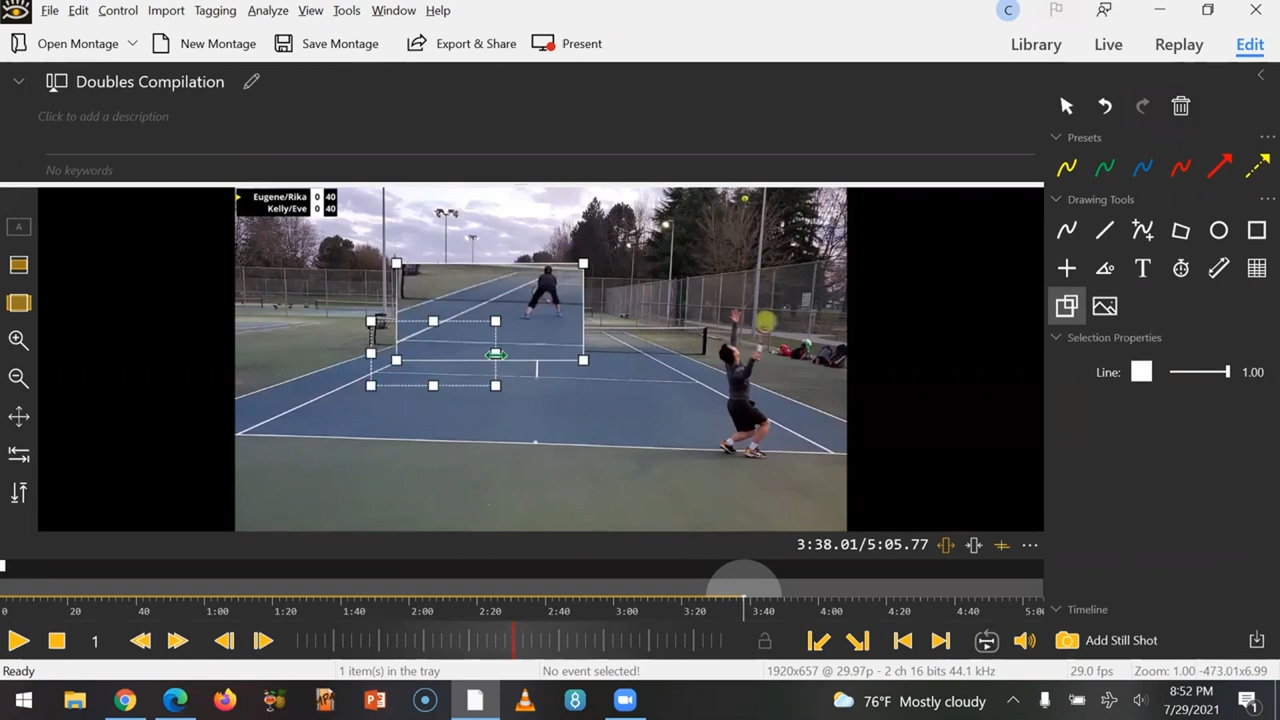 File Edit Control Import Tagging Analyze View Tools Window Help
C
Open Montage New Montage Save Montage Export & Share Present
Library Live Replay Edit
Doubles Compilation
Click to add a description
No keywords
Presets
Drawing Tools
T
Selection Properties
Line: 1.00
Eugene/Rika 0 40
Kelly/Eve 0 40
A
3:38.01/5:05.77
0 20 40 1:00 1:20 1:40 2:00 2:20 2:40 3:00 3:20 3:40 4:00 4:20 4:40 5:00
Timeline
1
Add Still Shot
Ready 1 item(s) in the tray No event selected! 1920x657 @ 29.97p - 2 ch 16 bits 44.1 kHz 29.0 fps Zoom: 1.00 -473.01x6.99
76°F Mostly cloudy
8:52 PM
7/29/2021
1